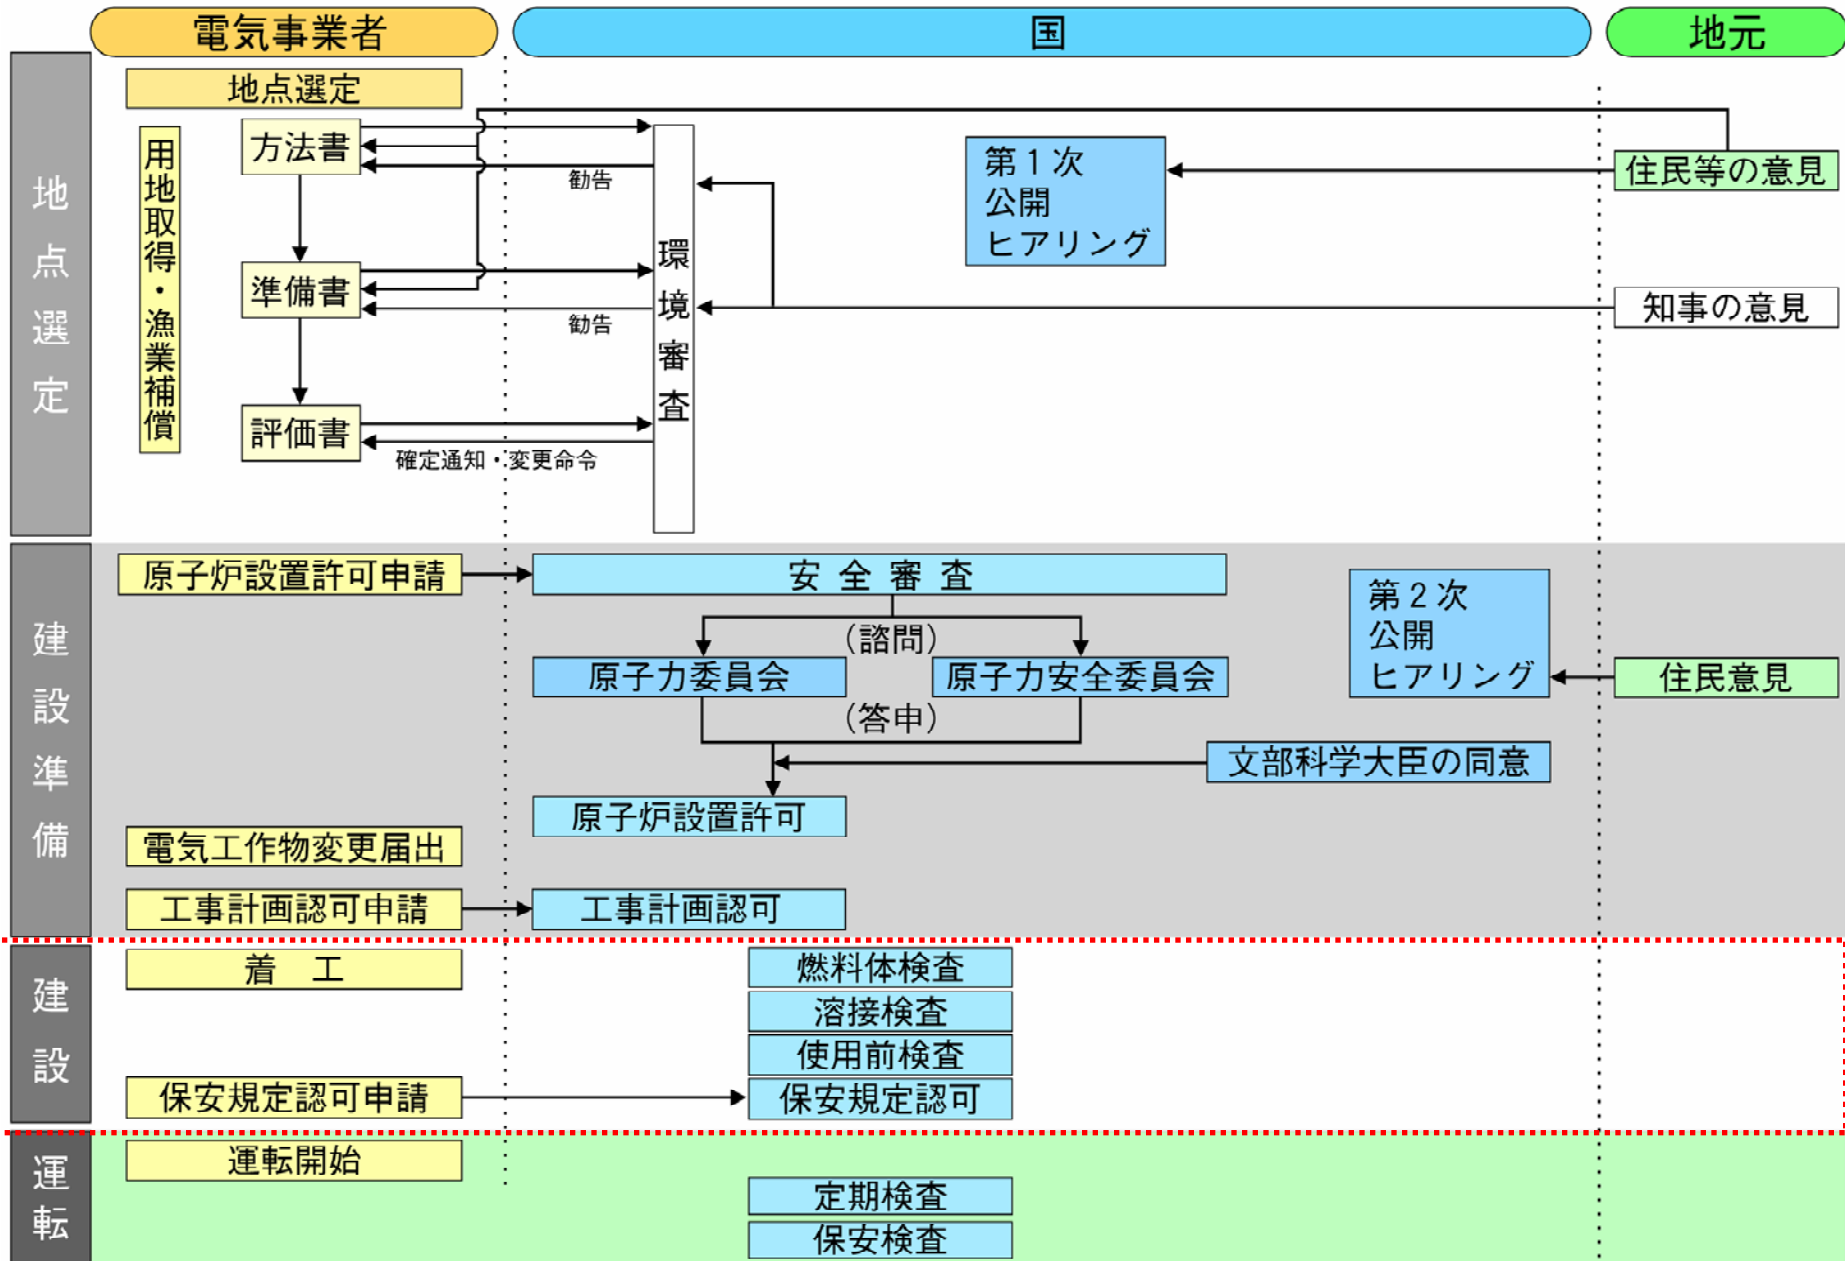 電気事業者
国
地元
地点選定
地点選定
用地取得・漁業補償
方法書
勧告
準備書
勧告
評価書
確定通知・変更命令
環境審査
第1次
公開
ヒアリング
住民等の意見
知事の意見
建設準備
原子炉設置許可申請
安全審査
(諮問)
原子力委員会
原子力安全委員会
(答申)
第2次
公開
ヒアリング
住民意見
文部科学大臣の同意
原子炉設置許可
電気工作物変更届出
工事計画認可申請
工事計画認可
建設
着 工
燃料体検査
溶接検査
使用前検査
保安規定認可申請
保安規定認可
運転
運転開始
定期検査
保安検査